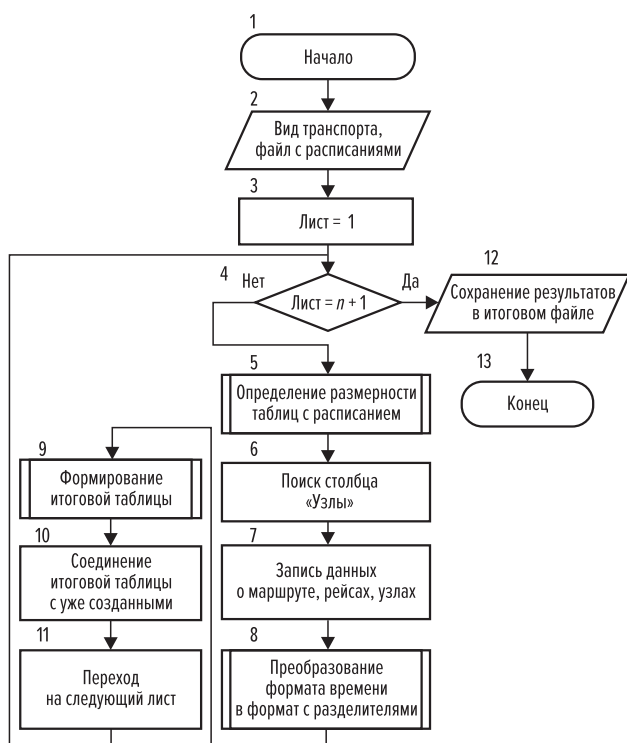 1
Начало
2
Вид транспорта,
файл с расписаниями
3
Лист = 1
4
Нет
Лист = n + 1
Да
12
Сохранение результатов
в итоговом файле
13
Конец
5
Определение размерности
таблиц с расписанием
6
Поиск столбца
«Узлы»
7
Запись данных
о маршруте, рейсах, узлах
8
Преобразование
формата времени
в формат с разделителями
9
Формирование
итоговой таблицы
10
Соединение
итоговой таблицы
с уже созданными
11
Переход
на следующий лист